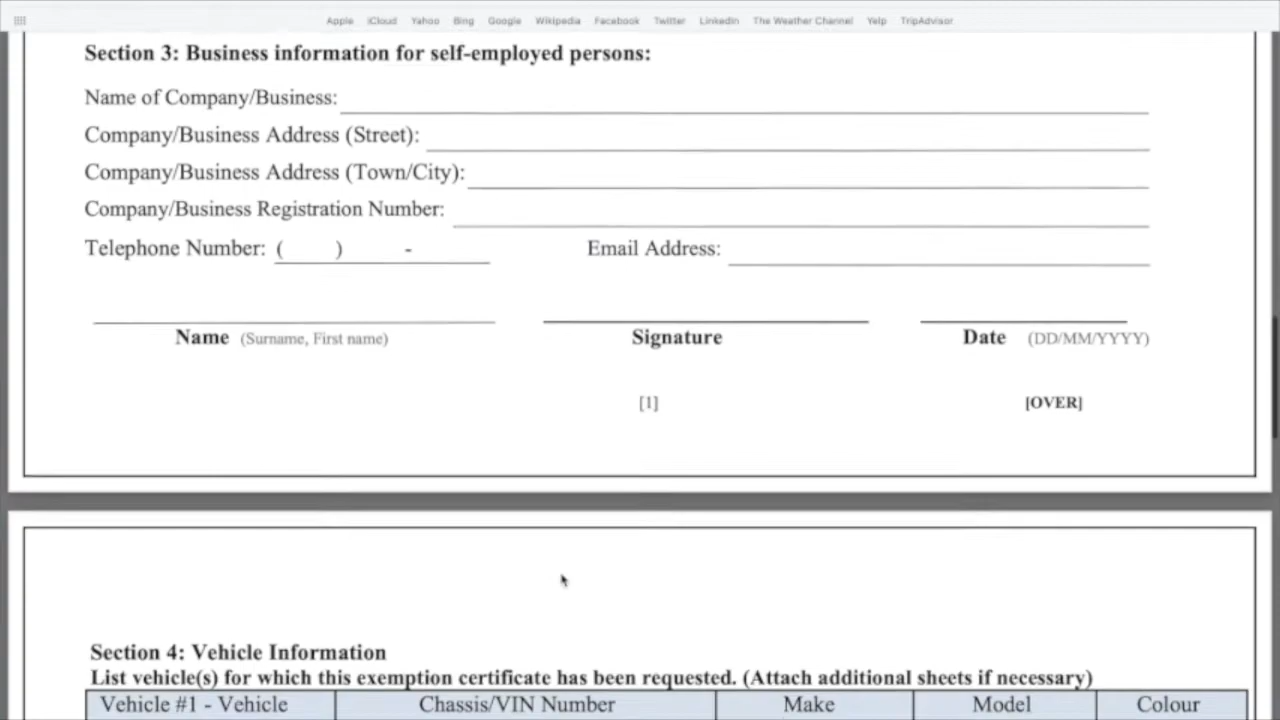 Apple iCloud Yahoo Bing Google Wikipedia Facebook Twitter LinkedIn The Weather Channel Yelp TripAdvisor
Section 3: Business information for self-employed persons:
Name of Company/Business:
Company/Business Address (Street):
Company/Business Address (Town/City):
Company/Business Registration Number:
Telephone Number: ( ) - Email Address:
Name (Surname, First name) Signature Date (DD/MM/YYYY)
[1] [OVER]
Section 4: Vehicle Information
List vehicle(s) for which this exemption certificate has been requested. (Attach additional sheets if necessary)
Vehicle #1 - Vehicle Chassis/VIN Number Make Model Colour